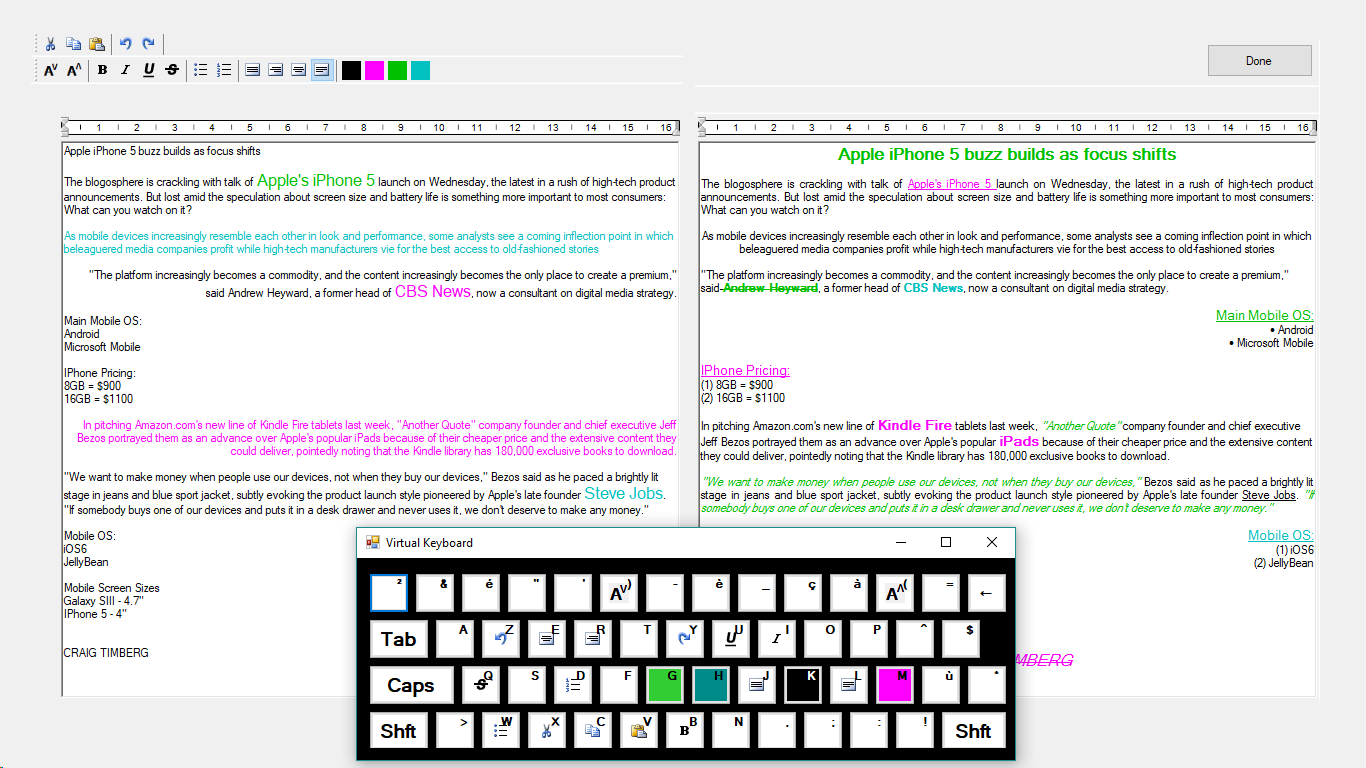 Done
1 2 3 4 5 6 7 8 9 10 11 12 13 14 15 16
Apple iPhone 5 buzz builds as focus shifts
The blogosphere is crackling with talk of Apple's iPhone 5 launch on Wednesday, the latest in a rush of high-tech product
announcements. But lost amid the speculation about screen size and battery life is something more important to most consumers:
What can you watch on it?
As mobile devices increasingly resemble each other in look and performance, some analysts see a coming inflection point in which
beleaguered media companies profit while high-tech manufacturers vie for the best access to old-fashioned stories
"The platform increasingly becomes a commodity, and the content increasingly becomes the only place to create a premium,"
said Andrew Heyward, a former head of CBS News, now a consultant on digital media strategy.
Main Mobile OS:
Android
Microsoft Mobile
IPhone Pricing:
8GB = $900
16GB = $1100
In pitching Amazon.com's new line of Kindle Fire tablets last week, "Another Quote" company founder and chief executive Jeff
Bezos portrayed them as an advance over Apple's popular iPads because of their cheaper price and the extensive content they
could deliver, pointedly noting that the Kindle library has 180,000 exclusive books to download.
"We want to make money when people use our devices, not when they buy our devices," Bezos said as he paced a brightly lit
stage in jeans and blue sport jacket, subtly evoking the product launch style pioneered by Apple's late founder Steve Jobs.
"If somebody buys one of our devices and puts it in a desk drawer and never uses it, we don't deserve to make any money."
Mobile OS:
iOS6
JellyBean
Mobile Screen Sizes
Galaxy SIII - 4.7"
IPhone 5 - 4"
CRAIG TIMBERG
1 2 3 4 5 6 7 8 9 10 11 12 13 14 15 16
Apple iPhone 5 buzz builds as focus shifts
The blogosphere is crackling with talk of Apple's iPhone 5 launch on Wednesday, the latest in a rush of high-tech product
announcements. But lost amid the speculation about screen size and battery life is something more important to most consumers:
What can you watch on it?
As mobile devices increasingly resemble each other in look and performance, some analysts see a coming inflection point in which
beleaguered media companies profit while high-tech manufacturers vie for the best access to old-fashioned stories
"The platform increasingly becomes a commodity, and the content increasingly becomes the only place to create a premium,"
said Andrew Heyward, a former head of CBS News, now a consultant on digital media strategy.
Main Mobile OS:
• Android
• Microsoft Mobile
IPhone Pricing:
(1) 8GB = $900
(2) 16GB = $1100
In pitching Amazon.com's new line of Kindle Fire tablets last week, "Another Quote" company founder and chief executive
Jeff Bezos portrayed them as an advance over Apple's popular iPads because of their cheaper price and the extensive content
they could deliver, pointedly noting that the Kindle library has 180,000 exclusive books to download.
"We want to make money when people use our devices, not when they buy our devices," Bezos said as he paced a brightly lit
stage in jeans and blue sport jacket, subtly evoking the product launch style pioneered by Apple's late founder Steve Jobs. "If
somebody buys one of our devices and puts it in a desk drawer and never uses it, we don't deserve to make any money."
Mobile OS:
(1) iOS6
(2) JellyBean
MBERG
Virtual Keyboard
² & é " ' ) - è _ ç à ( = ←
Tab A Z E R T Y U I O P ^ $
Caps Q S D F G H J K L M ù *
Shft > W X C V B N . ; : ! Shft